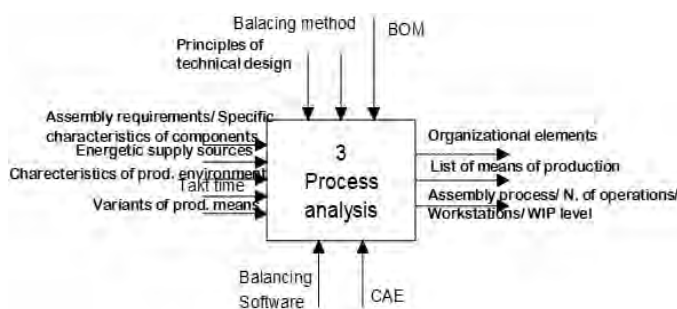 Balacing method
BOM
Principles of
technical design
Assembly requirements/ Specific
characteristics of components
Energetic supply sources
Charecteristics of prod. environment
Takt time
Variants of prod. means
3
Process
analysis
Organizational elements
List of means of production
Assembly process/ N. of operations/
Workstations/ WIP level
Balancing
Software
CAE